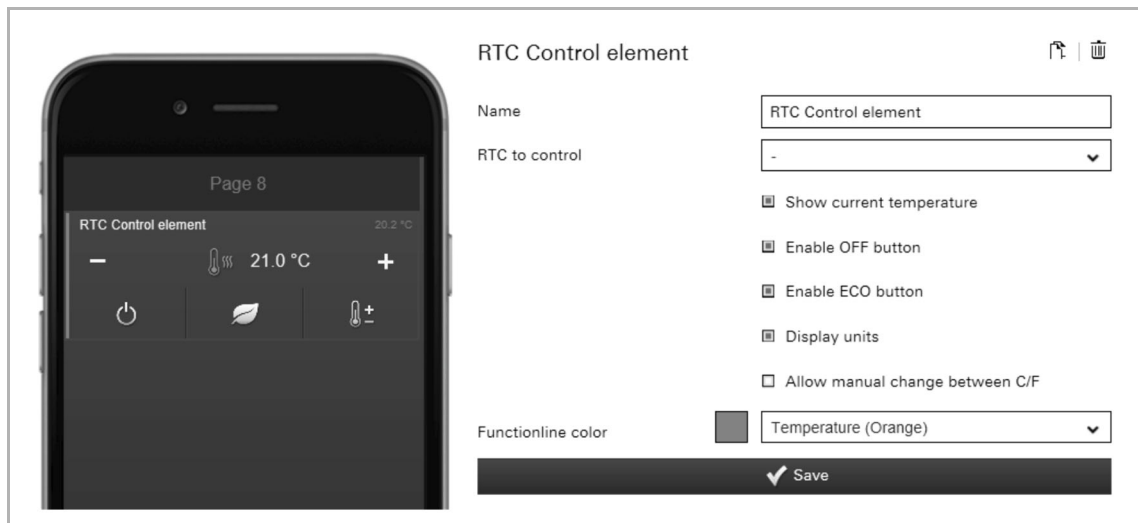 Page 8
RTC Control element
20.2 °C
21.0 °C
RTC Control element
Name
RTC Control element
RTC to control
-
Show current temperature
Enable OFF button
Enable ECO button
Display units
Allow manual change between C/F
Functionline color
Temperature (Orange)
Save